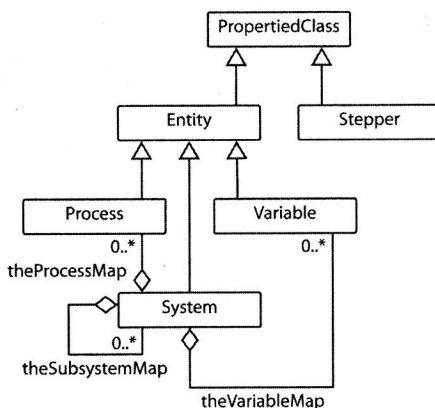 PropertiedClass
Entity
Stepper
Process
Variable
0..*
0..*
theProcessMap
System
0..*
theSubsystemMap
theVariableMap